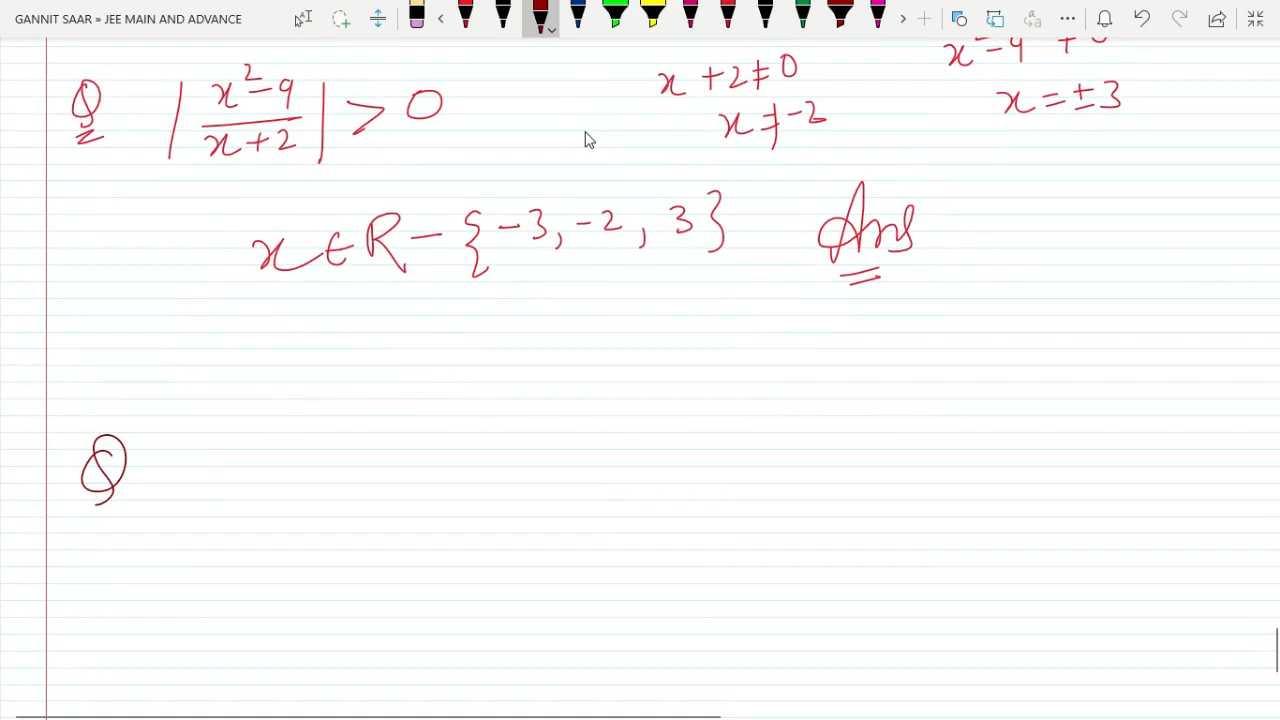 GANNIT SAAR » JEE MAIN AND ADVANCE
Q |x²-9/x+2| > 0
x+2≠0
x≠-2
x=±3
x∈R-{-3,-2,3} Ans
Q